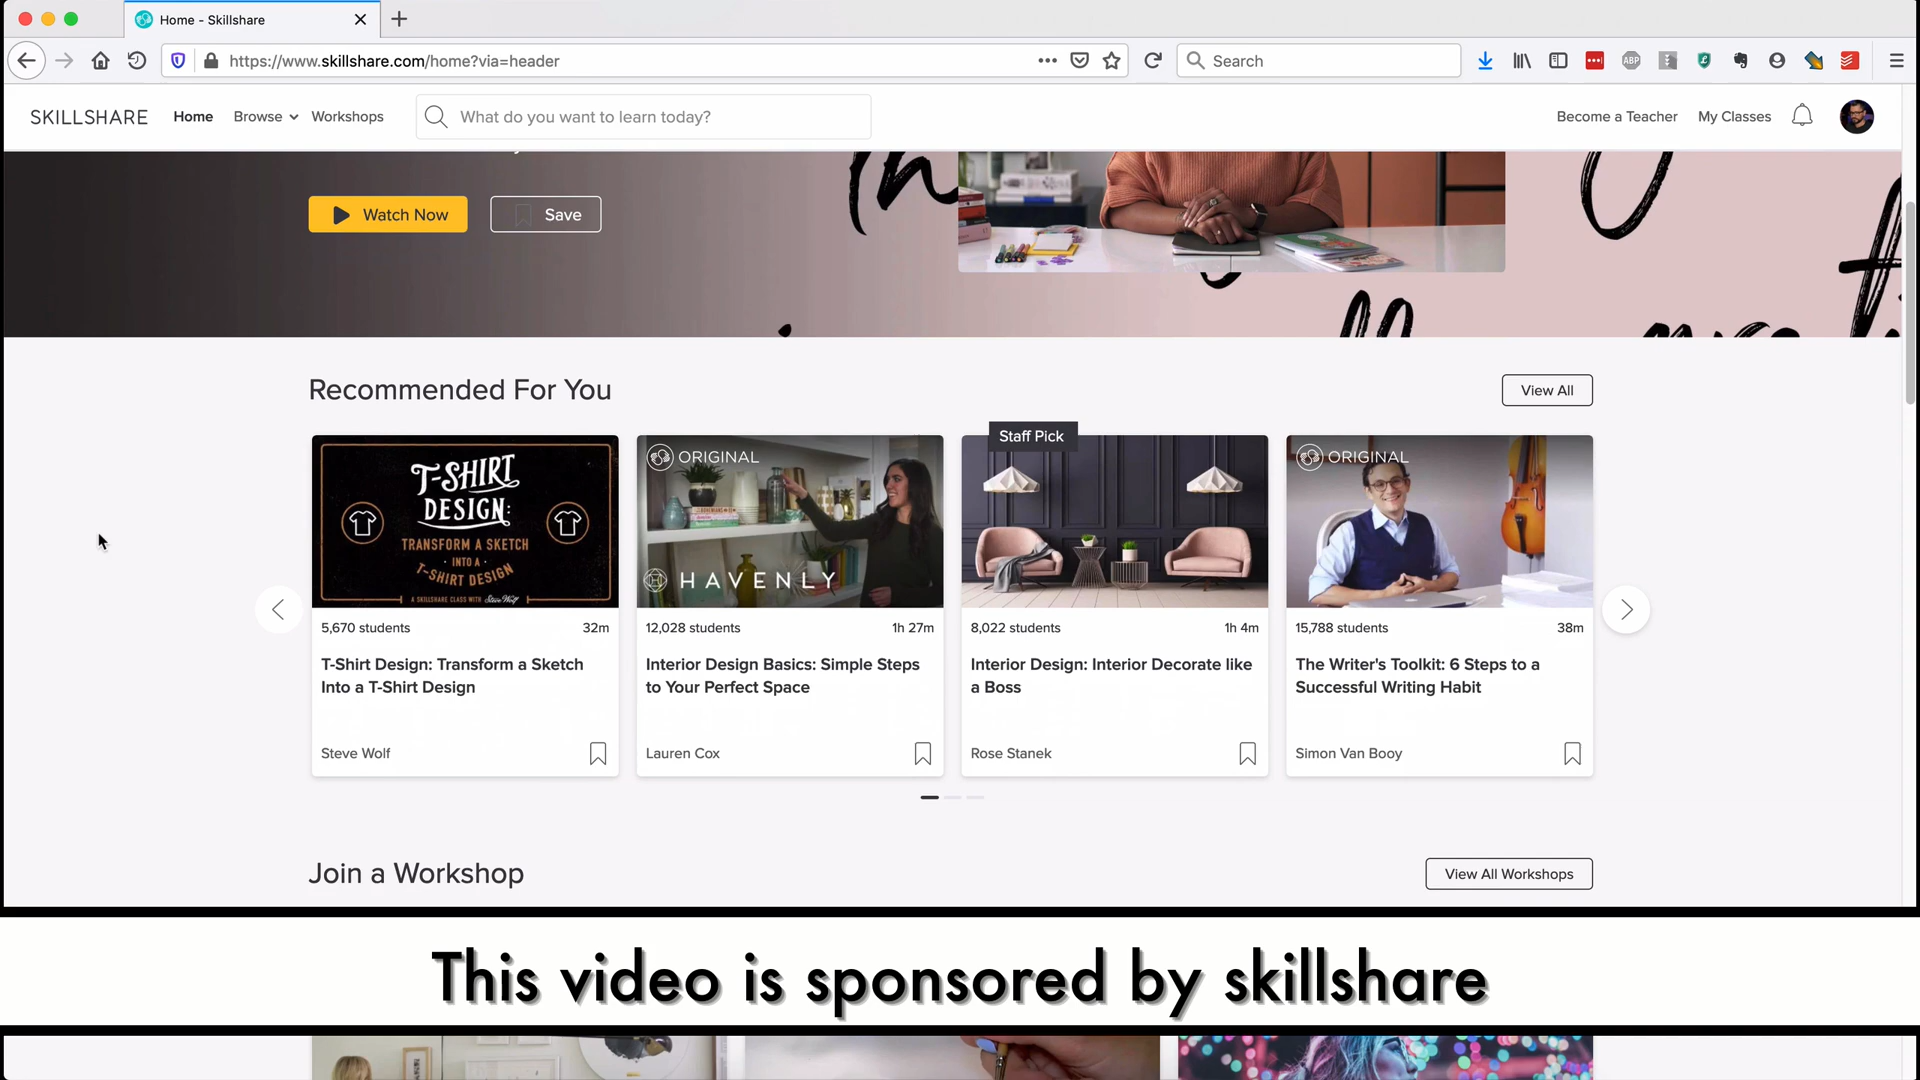 Home - Skillshare
https://www.skillshare.com/home?via=header
Search
ABP
SKILLSHARE
Home
Browse
Workshops
What do you want to learn today?
Become a Teacher
My Classes
Watch Now
Save
Recommended For You
View All
T-SHIRT
DESIGN:
TRANSFORM A SKETCH
· INTO A ·
T-SHIRT DESIGN
A SKILLSHARE CLASS WITH Steve Wolf
5,670 students
32m
T-Shirt Design: Transform a Sketch
Into a T-Shirt Design
Steve Wolf
ORIGINAL
HAVENLY
12,028 students
1h 27m
Interior Design Basics: Simple Steps
to Your Perfect Space
Lauren Cox
Staff Pick
8,022 students
1h 4m
Interior Design: Interior Decorate like
a Boss
Rose Stanek
ORIGINAL
15,788 students
38m
The Writer's Toolkit: 6 Steps to a
Successful Writing Habit
Simon Van Booy
Join a Workshop
View All Workshops
This video is sponsored by skillshare